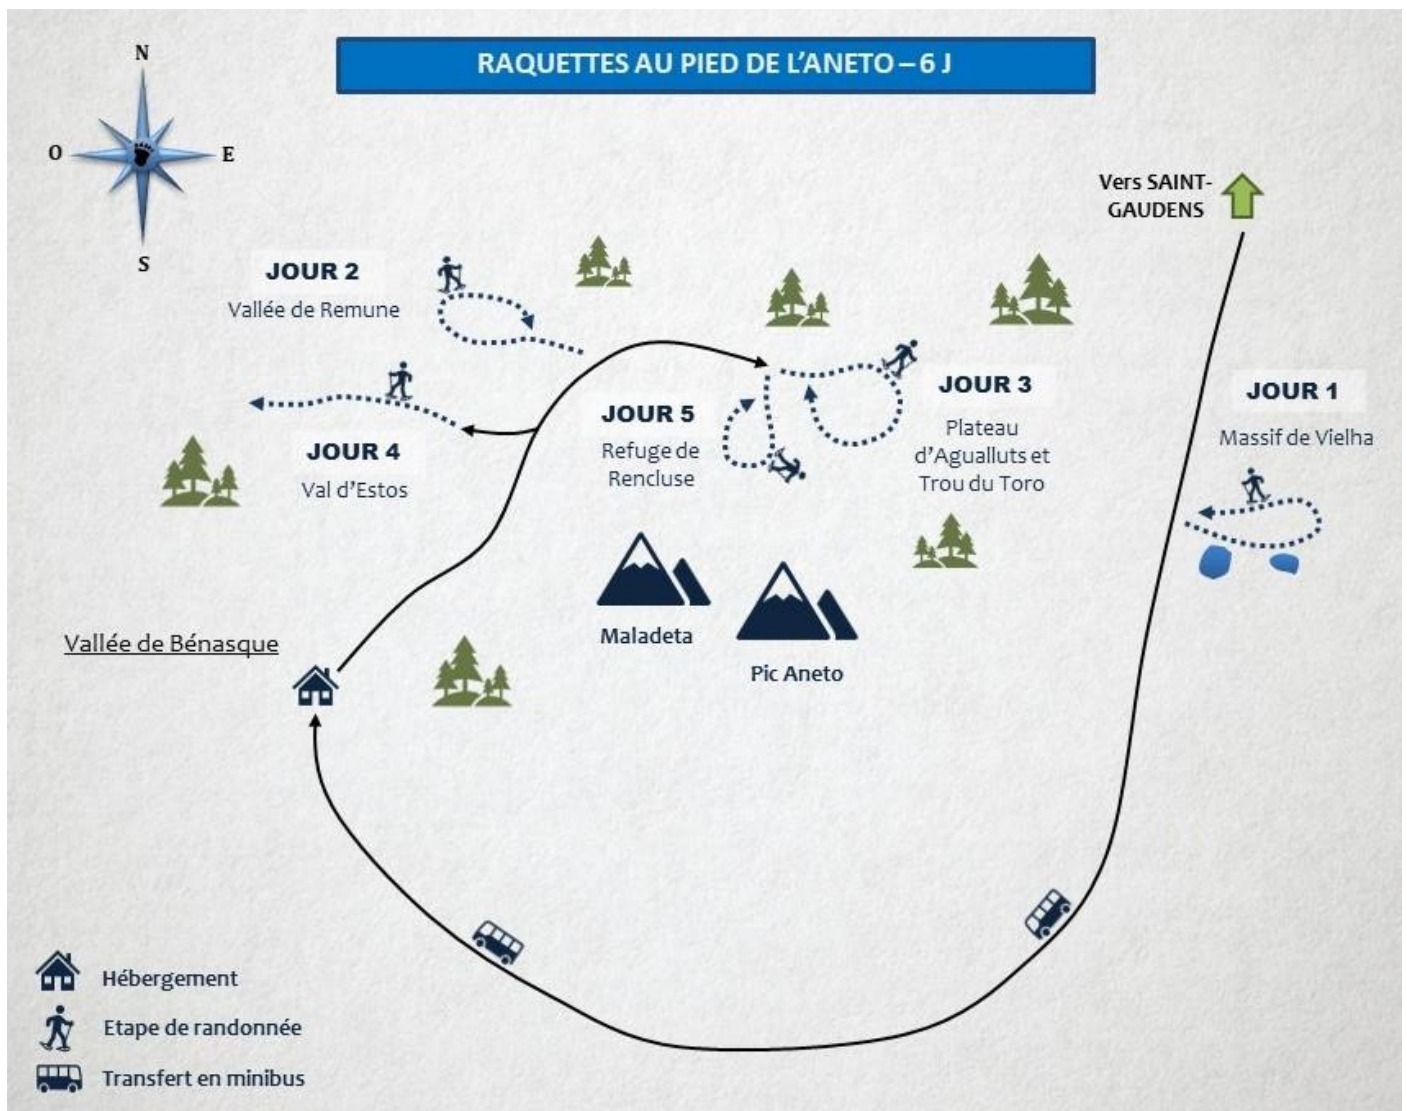 RAQUETTES AU PIED DE L’ANETO – 6 J
N
O
E
S
Vers SAINT-
GAUDENS
JOUR 2
Vallée de Remune
JOUR 4
Val d’Estos
JOUR 5
Refuge de
Rencluse
JOUR 3
Plateau
d’Agualluts et
Trou du Toro
JOUR 1
Massif de Vielha
Maladeta
Pic Aneto
Vallée de Bénasque
Hébergement
Etape de randonnée
Transfert en minibus